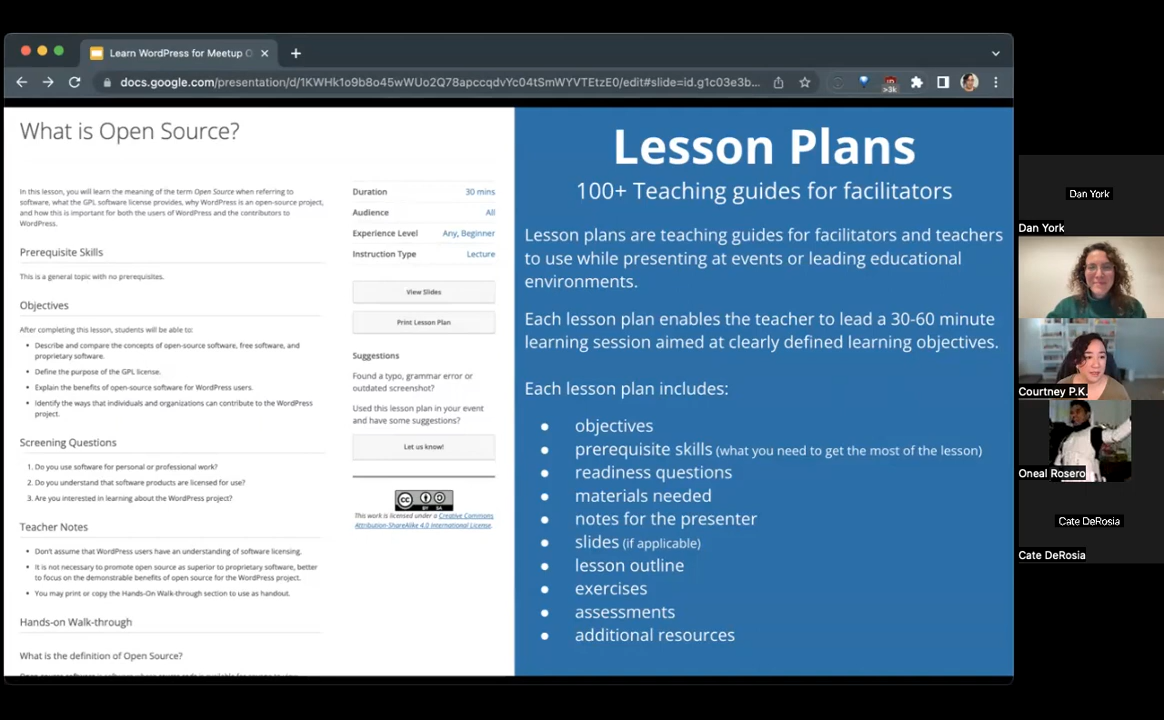 Learn WordPress for Meetup O
docs.google.com/presentation/d/1KWHk1o9b8o45wWUo2Q78apccqdvYc04tSmWYVTEtzE0/edit#slide=id.g1c03e3b...
>3k
What is Open Source?
In this lesson, you will learn the meaning of the term Open Source when referring to
software, what the GPL software license provides, why WordPress is an open-source project,
and how this is important for both the users of WordPress and the contributors to
WordPress.
Prerequisite Skills
This is a general topic with no prerequisites.
Objectives
After completing this lesson, students will be able to:
• Describe and compare the concepts of open-source software, free software, and
proprietary software.
• Define the purpose of the GPL license.
• Explain the benefits of open-source software for WordPress users.
• Identify the ways that individuals and organizations can contribute to the WordPress
project.
Screening Questions
1. Do you use software for personal or professional work?
2. Do you understand that software products are licensed for use?
3. Are you interested in learning about the WordPress project?
Teacher Notes
• Don't assume that WordPress users have an understanding of software licensing.
• It is not necessary to promote open source as superior to proprietary software, better
to focus on the demonstrable benefits of open source for the WordPress project.
• You may print or copy the Hands-On Walk-through section to use as handout.
Hands-on Walk-through
What is the definition of Open Source?
Duration 30 mins
Audience All
Experience Level Any, Beginner
Instruction Type Lecture
View Slides
Print Lesson Plan
Suggestions
Found a typo, grammar error or
outdated screenshot?
Used this lesson plan in your event
and have some suggestions?
Let us know!
CC BY SA
This work is licensed under a Creative Commons
Attribution-ShareAlike 4.0 International License.
Lesson Plans
100+ Teaching guides for facilitators
Lesson plans are teaching guides for facilitators and teachers
to use while presenting at events or leading educational
environments.
Each lesson plan enables the teacher to lead a 30-60 minute
learning session aimed at clearly defined learning objectives.
Each lesson plan includes:
● objectives
● prerequisite skills (what you need to get the most of the lesson)
● readiness questions
● materials needed
● notes for the presenter
● slides (if applicable)
● lesson outline
● exercises
● assessments
● additional resources
Dan York
Dan York
Courtney P.K.
Oneal Rosero
Cate DeRosia
Cate DeRosia